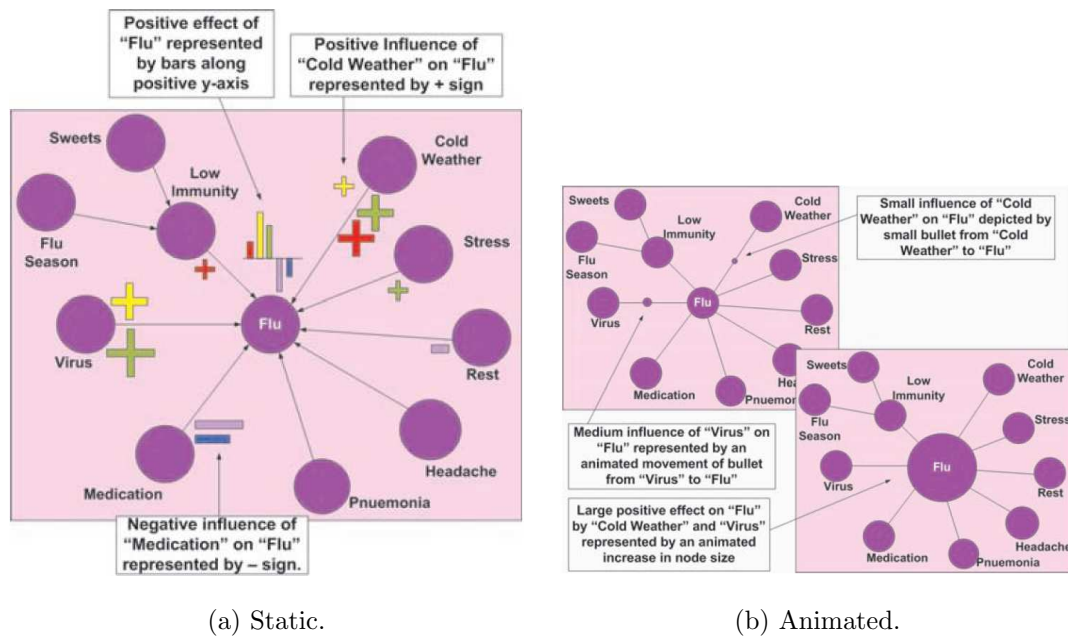 Positive effect of
“Flu” represented
by bars along
positive y-axis
Positive Influence of
“Cold Weather” on “Flu”
represented by + sign
Sweets
Cold
Weather
Low
Immunity
Flu
Season
Stress
Flu
Virus
Rest
Medication
Headache
Pnuemonia
Negative influence of
“Medication” on “Flu”
represented by – sign.
(a) Static.
Sweets
Cold
Weather
Low
Immunity
Flu
Season
Stress
Flu
Virus
Rest
Medication
Hea
Pnuemonia
Small influence of “Cold
Weather” on “Flu” depicted by
small bullet from “Cold
Weather” to “Flu”
Medium influence of “Virus” on
“Flu” represented by an
animated movement of bullet
from “Virus” to “Flu”
Sweets
Cold
Weather
Low
Immunity
Flu
Season
Stress
Flu
Virus
Rest
Headache
Medication
Pnuemonia
Large positive effect on “Flu”
by “Cold Weather” and “Virus”
represented by an animated
increase in node size
(b) Animated.